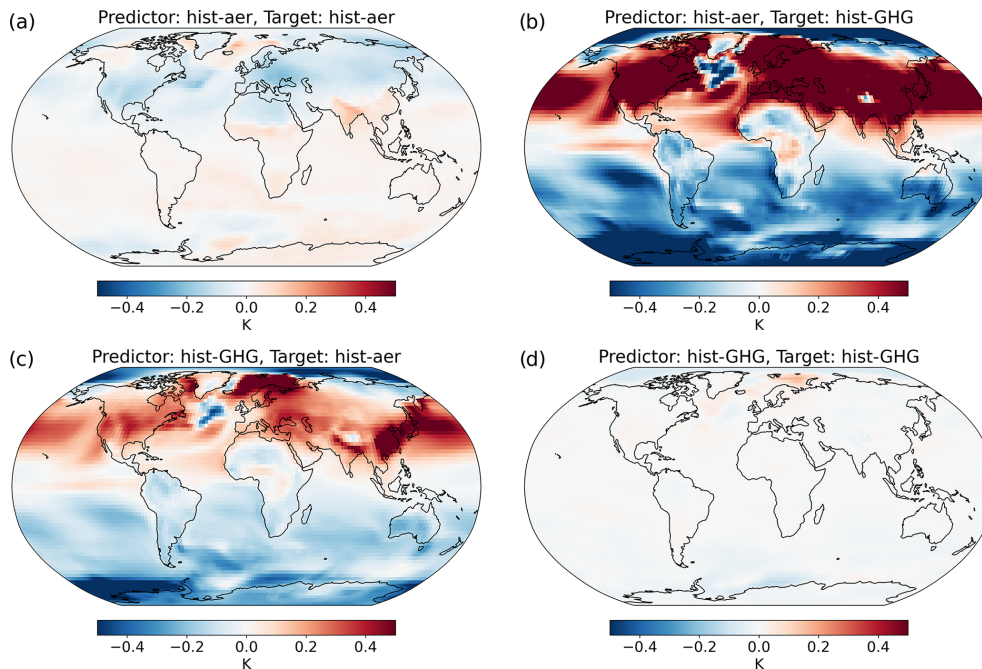 (a) Predictor: hist-aer, Target: hist-aer
(b) Predictor: hist-aer, Target: hist-GHG
−0.4 −0.2 0.0 0.2 0.4
K
−0.4 −0.2 0.0 0.2 0.4
K
(c) Predictor: hist-GHG, Target: hist-aer
(d) Predictor: hist-GHG, Target: hist-GHG
−0.4 −0.2 0.0 0.2 0.4
K
−0.4 −0.2 0.0 0.2 0.4
K